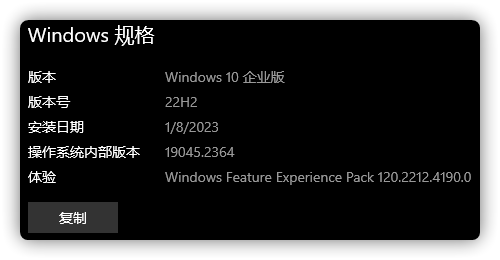 Windows 规格
版本 Windows 10 企业版
版本号 22H2
安装日期 1/8/2023
操作系统内部版本 19045.2364
体验 Windows Feature Experience Pack 120.2212.4190.0
复制